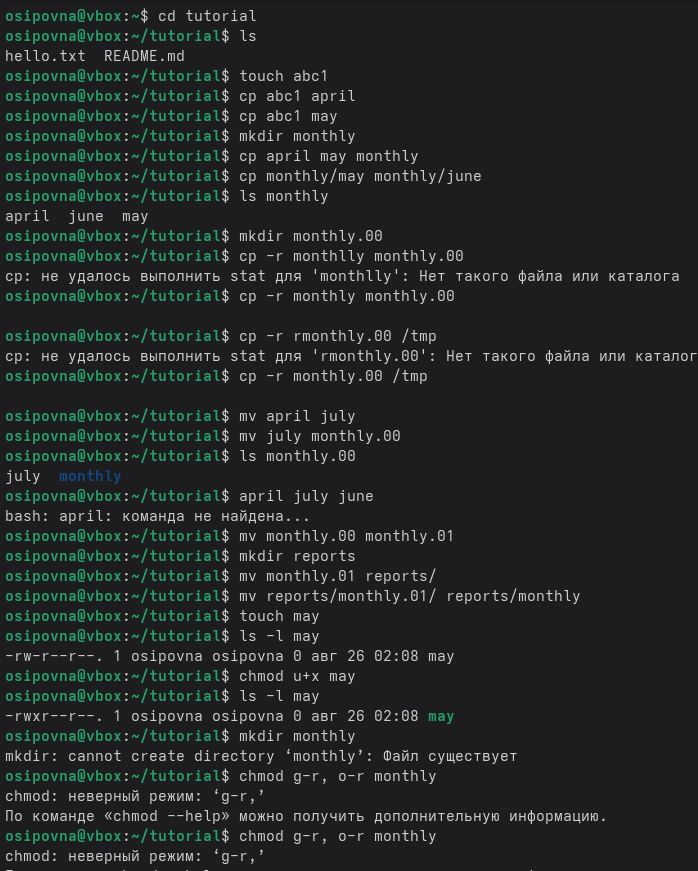 osipovna@vbox:~$ cd tutorial
osipovna@vbox:~/tutorial$ ls
hello.txt  README.md
osipovna@vbox:~/tutorial$ touch abc1
osipovna@vbox:~/tutorial$ cp abc1 april
osipovna@vbox:~/tutorial$ cp abc1 may
osipovna@vbox:~/tutorial$ mkdir monthly
osipovna@vbox:~/tutorial$ cp april may monthly
osipovna@vbox:~/tutorial$ cp monthly/may monthly/june
osipovna@vbox:~/tutorial$ ls monthly
april  june  may
osipovna@vbox:~/tutorial$ mkdir monthly.00
osipovna@vbox:~/tutorial$ cp -r monthlly monthly.00
cp: не удалось выполнить stat для 'monthlly': Нет такого файла или каталога
osipovna@vbox:~/tutorial$ cp -r monthly monthly.00
osipovna@vbox:~/tutorial$ cp -r rmonthly.00 /tmp
cp: не удалось выполнить stat для 'rmonthly.00': Нет такого файла или каталог
osipovna@vbox:~/tutorial$ cp -r monthly.00 /tmp
osipovna@vbox:~/tutorial$ mv april july
osipovna@vbox:~/tutorial$ mv july monthly.00
osipovna@vbox:~/tutorial$ ls monthly.00
july  monthly
osipovna@vbox:~/tutorial$ april july june
bash: april: команда не найдена...
osipovna@vbox:~/tutorial$ mv monthly.00 monthly.01
osipovna@vbox:~/tutorial$ mkdir reports
osipovna@vbox:~/tutorial$ mv monthly.01 reports/
osipovna@vbox:~/tutorial$ mv reports/monthly.01/ reports/monthly
osipovna@vbox:~/tutorial$ touch may
osipovna@vbox:~/tutorial$ ls -l may
-rw-r--r--. 1 osipovna osipovna 0 авг 26 02:08 may
osipovna@vbox:~/tutorial$ chmod u+x may
osipovna@vbox:~/tutorial$ ls -l may
-rwxr--r--. 1 osipovna osipovna 0 авг 26 02:08 may
osipovna@vbox:~/tutorial$ mkdir monthly
mkdir: cannot create directory ‘monthly’: Файл существует
osipovna@vbox:~/tutorial$ chmod g-r, o-r monthly
chmod: неверный режим: ‘g-r,’
По команде «chmod --help» можно получить дополнительную информацию.
osipovna@vbox:~/tutorial$ chmod g-r, o-r monthly
chmod: неверный режим: ‘g-r,’